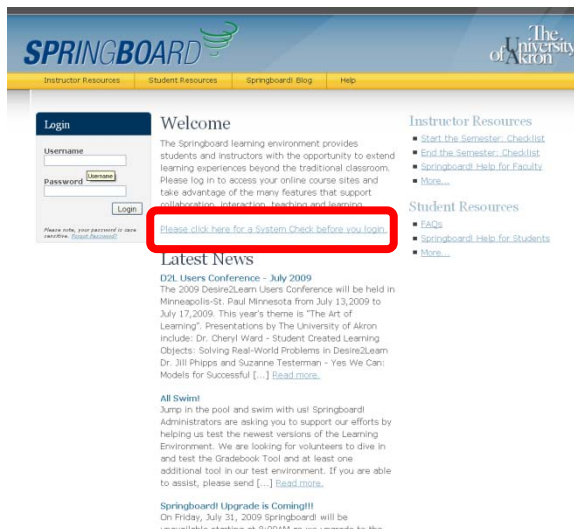 SPRINGBOARD
The
University
of Akron
Instructor Resources Student Resources Springboard! Blog Help
Login
Username
Password
Username
Login
Please note, your password is case
sensitive. Forgot Password?
Welcome
The Springboard learning environment provides
students and instructors with the opportunity to extend
learning experiences beyond the traditional classroom.
Please log in to access your online course sites and
take advantage of the many features that support
collaboration, interaction, teaching and learning.
Please click here for a System Check before you login.
Latest News
D2L Users Conference - July 2009
The 2009 Desire2Learn Users Conference will be held in
Minneapolis-St. Paul Minnesota from July 13,2009 to
July 17,2009. This year's theme is "The Art of
Learning". Presentations by The University of Akron
include: Dr. Cheryl Ward - Student Created Learning
Objects: Solving Real-World Problems in Desire2Learn
Dr. Jill Phipps and Suzanne Testerman - Yes We Can:
Models for Successful [...] Read more.
All Swim!
Jump in the pool and swim with us! Springboard!
Administrators are asking you to support our efforts by
helping us test the newest versions of the Learning
Environment. We are looking for volunteers to dive in
and test the Gradebook Tool and at least one
additional tool in our test environment. If you are able
to assist, please send [...] Read more.
Springboard! Upgrade is Coming!!!
On Friday, July 31, 2009 Springboard! will be
unavailable starting at 8:00AM as we upgrade to the
Instructor Resources
Start the Semester: Checklist
End the Semester: Checklist
Springboard! Help for Faculty
More...
Student Resources
FAQs
Springboard! Help for Students
More...